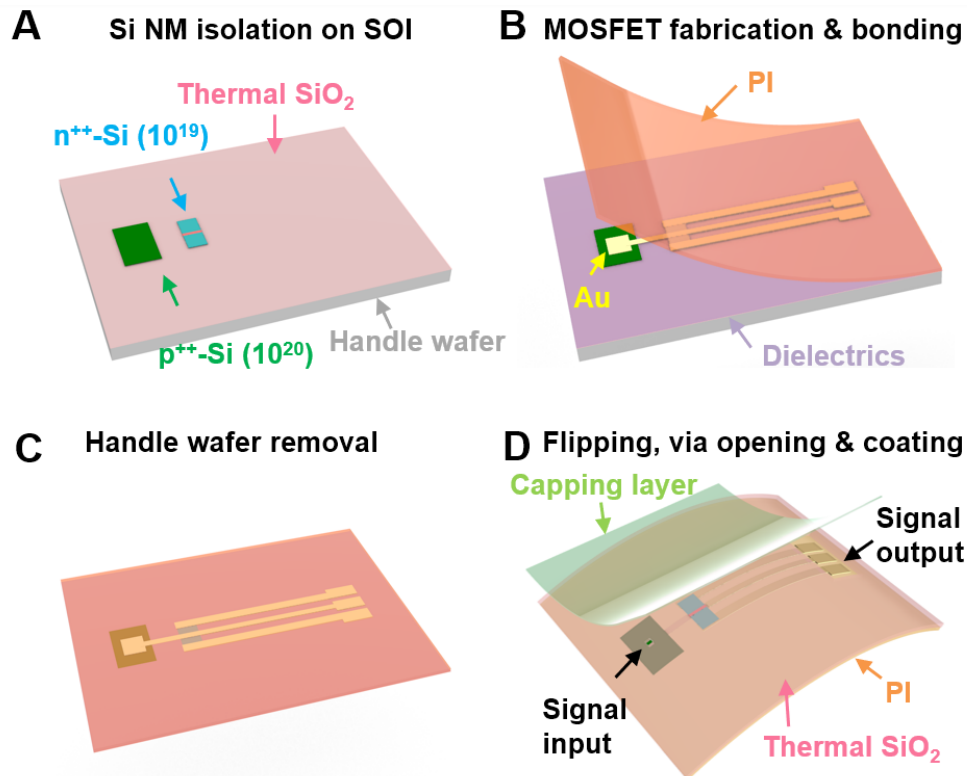 A Si NM isolation on SOI
Thermal SiO₂
n⁺⁺-Si (10¹⁹)
p⁺⁺-Si (10²⁰)
Handle wafer
B MOSFET fabrication & bonding
PI
Au
Dielectrics
C Handle wafer removal
D Flipping, via opening & coating
Capping layer
Signal
output
Signal
input
PI
Thermal SiO₂